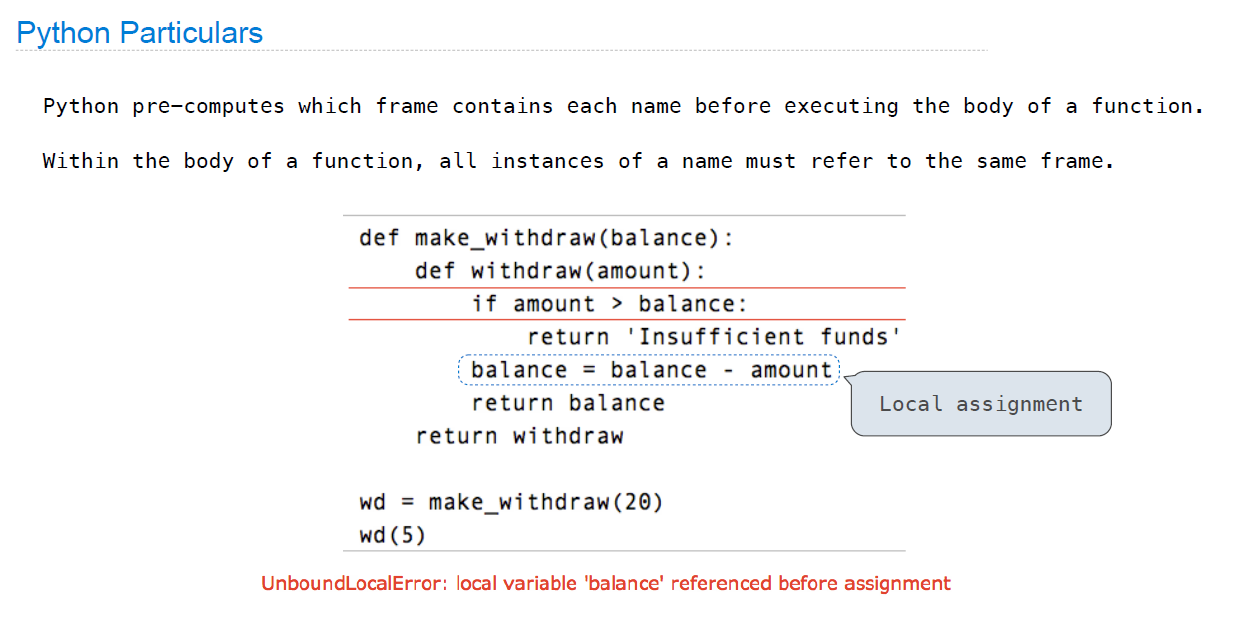 Python Particulars
Python pre-computes which frame contains each name before executing the body of a function.
Within the body of a function, all instances of a name must refer to the same frame.
def make_withdraw(balance):
    def withdraw(amount):
        if amount > balance:
            return 'Insufficient funds'
        balance = balance - amount
        return balance
    return withdraw
Local assignment
wd = make_withdraw(20)
wd(5)
UnboundLocalError: local variable 'balance' referenced before assignment